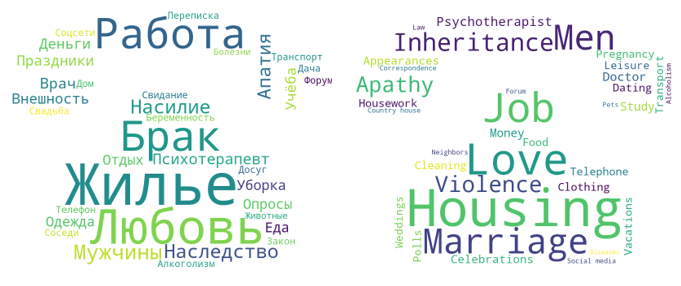 Переписка
Соцсети Работа
Деньги
Болезни
Праздники
Апатия
Транспорт
Врач Дом
Учёба
Дача
Форум
Внешность
Свидание
Свадьба
Насилие
Беременность
Брак
Отдых Психотерапевт
Жилье
Досуг
Уборка
Телефон
Любовь
Опросы
Одежда
Животные
Соседи
Еда
Мужчины Наследство
Закон
Алкоголизм
Law
Psychotherapist
Inheritance Men
Appearances
Pregnancy
Correspondence
Leisure
Transport
Alcoholism
Apathy
Doctor
Dating
Housework
Job
Forum
Pets Study
Country house
Money
Food
Neighbors
Love
Cleaning
Telephone
Violence
Clothing
Housing
Weddings
Vacations
Polls
Marriage
Celebrations
Diseases
Social media